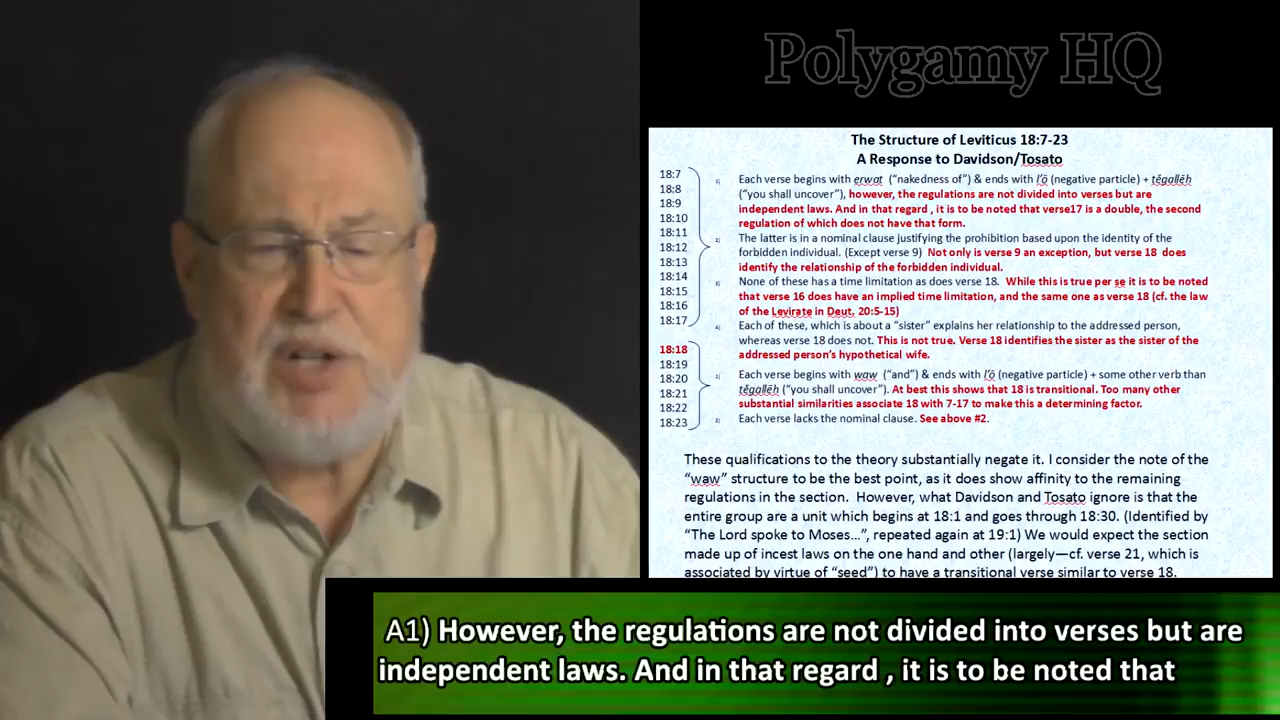 Polygamy HQ
The Structure of Leviticus 18:7-23
A Response to Davidson/Tosato
18:7
18:8
18:9
18:10
18:11
18:12
18:13
18:14
18:15
18:16
18:17
1) Each verse begins with erwat ("nakedness of") & ends with l'ō (negative particle) + tĕgallēh
("you shall uncover"), however, the regulations are not divided into verses but are
independent laws. And in that regard , it is to be noted that verse17 is a double, the second
regulation of which does not have that form.
2) The latter is in a nominal clause justifying the prohibition based upon the identity of the
forbidden individual. (Except verse 9) Not only is verse 9 an exception, but verse 18 does
identify the relationship of the forbidden individual.
3) None of these has a time limitation as does verse 18. While this is true per se it is to be noted
that verse 16 does have an implied time limitation, and the same one as verse 18 (cf. the law
of the Levirate in Deut. 20:5-15)
4) Each of these, which is about a "sister" explains her relationship to the addressed person,
whereas verse 18 does not. This is not true. Verse 18 identifies the sister as the sister of the
addressed person's hypothetical wife.
18:18
18:19
18:20
18:21
18:22
18:23
1) Each verse begins with waw ("and") & ends with l'ō (negative particle) + some other verb than
tĕgallēh ("you shall uncover"). At best this shows that 18 is transitional. Too many other
substantial similarities associate 18 with 7-17 to make this a determining factor.
2) Each verse lacks the nominal clause. See above #2.
These qualifications to the theory substantially negate it. I consider the note of the
"waw" structure to be the best point, as it does show affinity to the remaining
regulations in the section. However, what Davidson and Tosato ignore is that the
entire group are a unit which begins at 18:1 and goes through 18:30. (Identified by
"The Lord spoke to Moses…", repeated again at 19:1) We would expect the section
made up of incest laws on the one hand and other (largely—cf. verse 21, which is
associated by virtue of "seed") to have a transitional verse similar to verse 18.
A1) However, the regulations are not divided into verses but are
independent laws. And in that regard , it is to be noted that